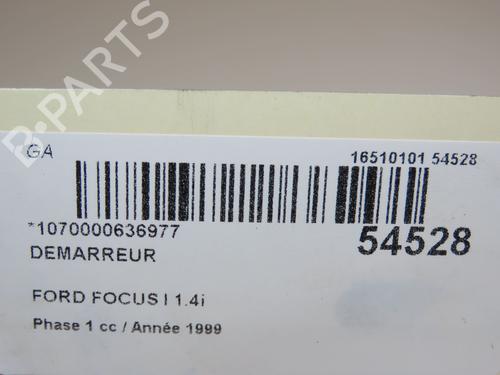 B-PARTS
GA
16510101 54528
*1070000636977
54528
DEMARREUR
FORD FOCUS I 1.4i
Phase 1 cc / Année 1999